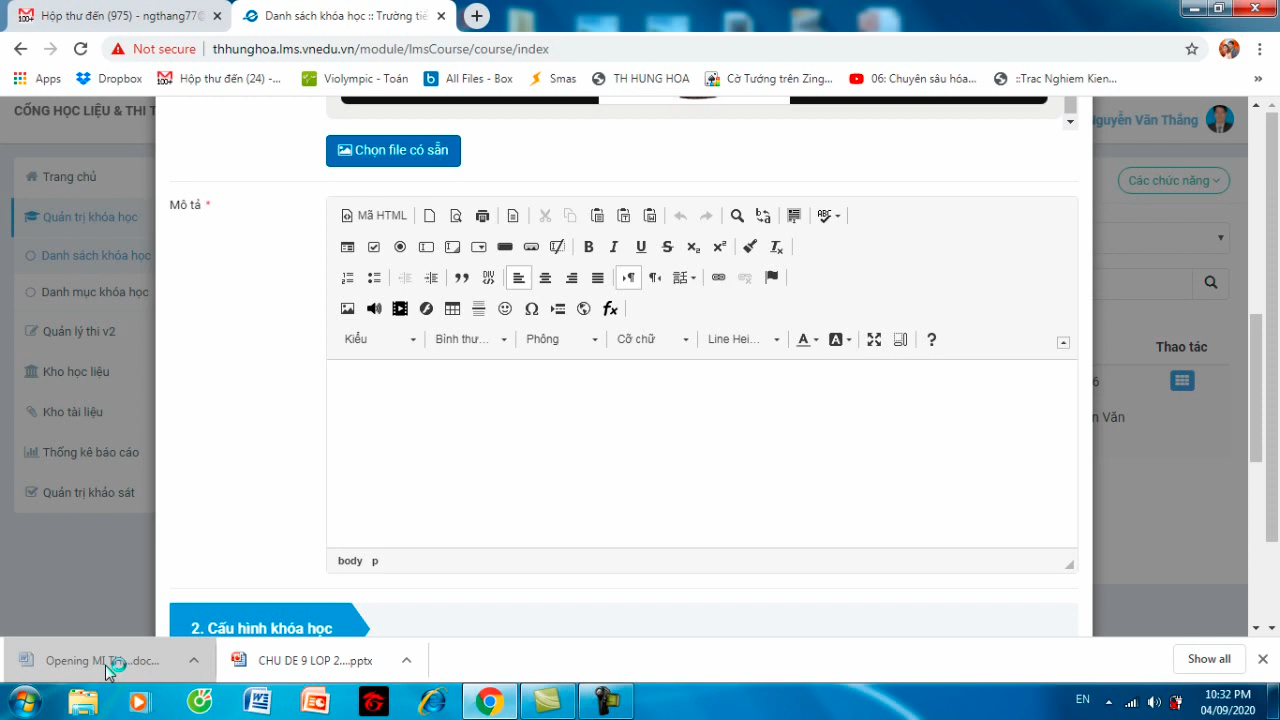 Hộp thư đến (975) - ngthang77@
Danh sách khóa học :: Trường tiể
Not secure
thhunghoa.lms.vnedu.vn/module/lmsCourse/course/index
Apps
Dropbox
Hộp thư đến (24) -...
Violympic - Toán
All Files - Box
Smas
TH HUNG HOA
Cờ Tướng trên Zing...
06: Chuyên sâu hóa...
::Trac Nghiem Kien...
»
CỔNG HỌC LIỆU & THI T
Nguyễn Văn Thắng
Chọn file có sẵn
Trang chủ
Các chức năng
Mô tả *
Mã HTML
Quản trị khóa học
Danh sách khóa học
Danh mục khóa học
Quản lý thi v2
Kiểu
Bình thư...
Phông
Cỡ chữ
Line Hei...
Thao tác
Kho học liệu
6
Kho tài liệu
n Văn
Thống kê báo cáo
Quản trị khảo sát
body p
2. Cấu hình khóa học
CHU DE 9 LOP 2....pptx
Show all
EN
10:32 PM
04/09/2020